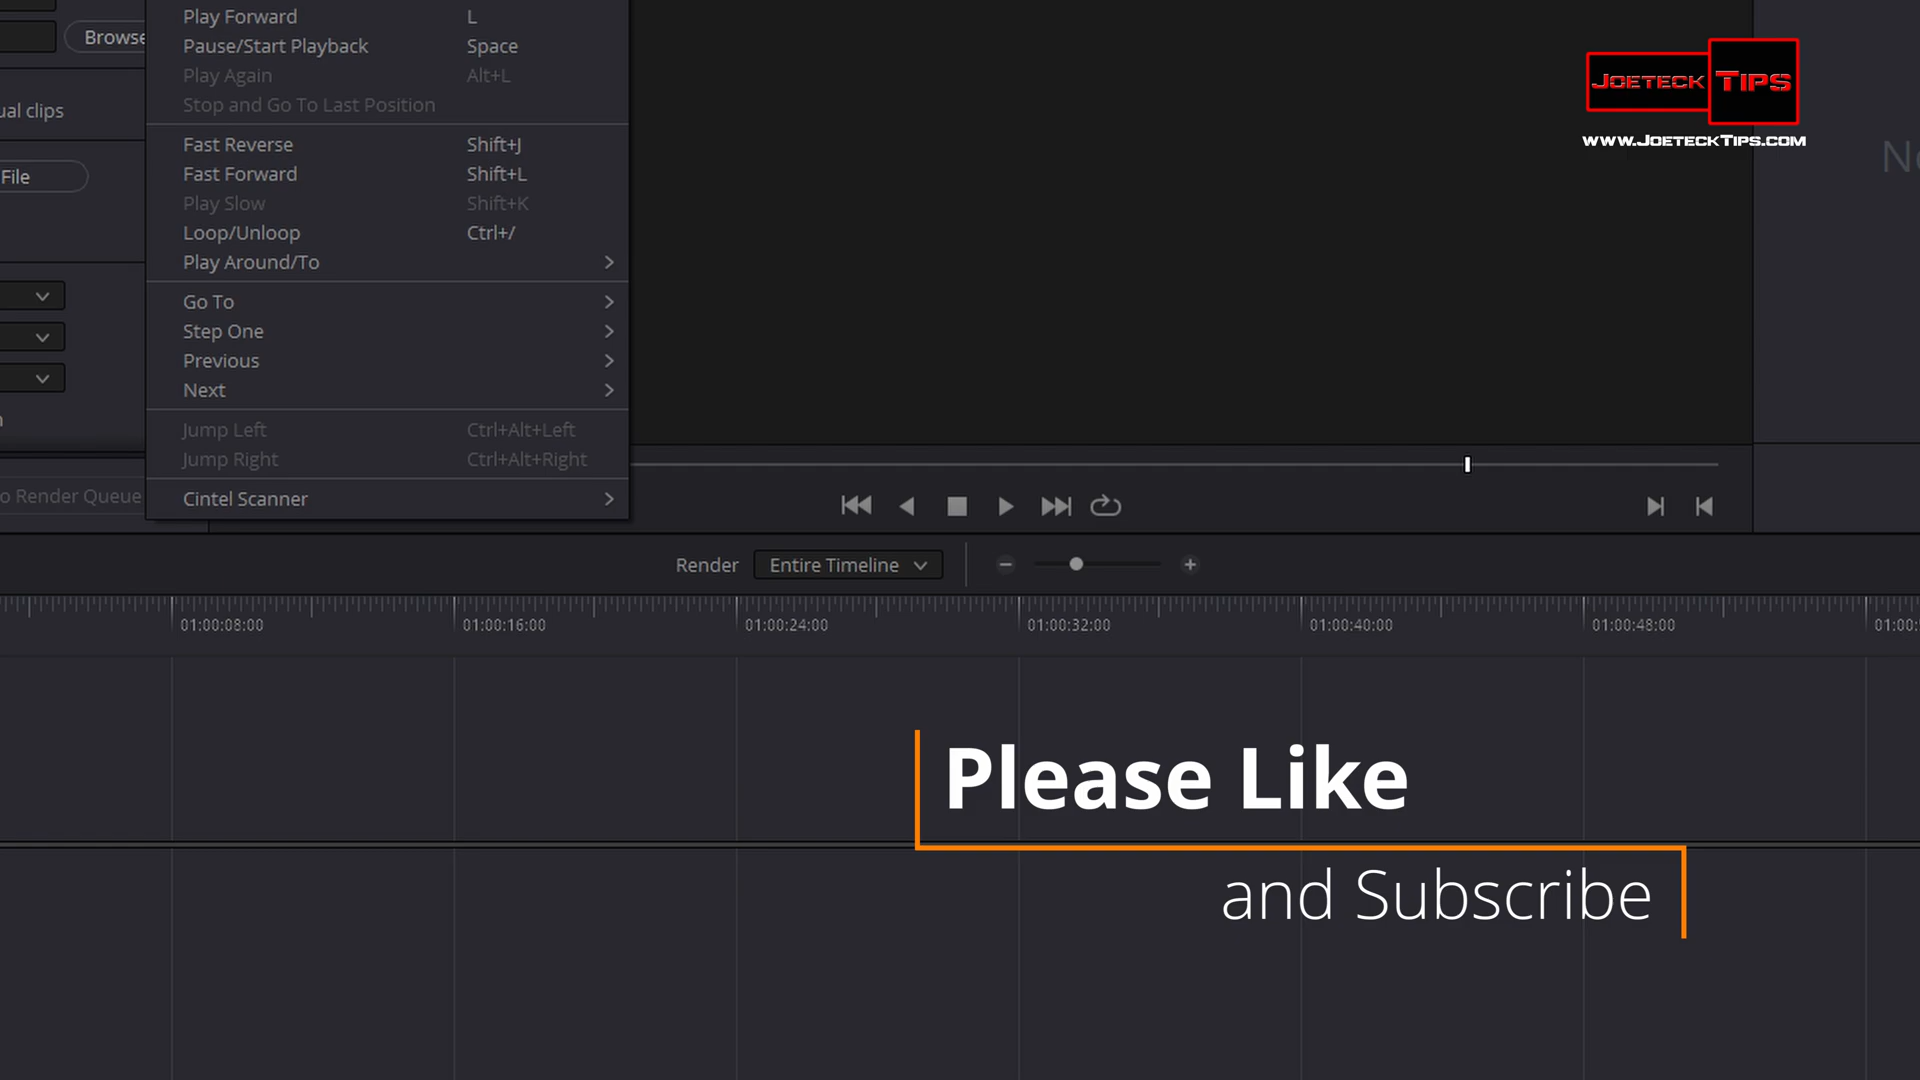 Play Forward L
Browse
Pause/Start Playback Space
Play Again Alt+L
Stop and Go To Last Position
ual clips
Fast Reverse Shift+J
Fast Forward Shift+L
File
Play Slow Shift+K
Loop/Unloop Ctrl+/
Play Around/To
Go To
Step One
Previous
Next
Jump Left Ctrl+Alt+Left
Jump Right Ctrl+Alt+Right
o Render Queue
Cintel Scanner
JOETECK TIPS
WWW.JOETECKTIPS.COM
Render Entire Timeline
01:00:08:00 01:00:16:00 01:00:24:00 01:00:32:00 01:00:40:00 01:00:48:00 01:00:
Please Like
and Subscribe